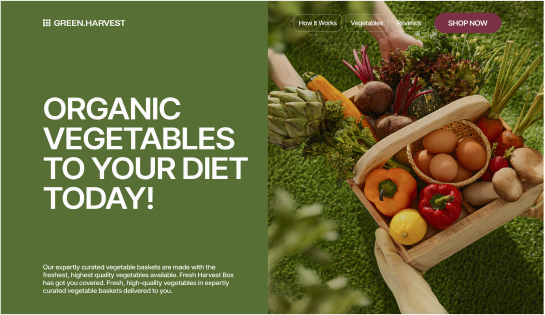 GREEN.HARVEST
How It Works
Vegetables
Reviews
SHOP NOW
ORGANIC
VEGETABLES
TO YOUR DIET
TODAY!
Our expertly curated vegetable baskets are made with the
freshest, highest quality vegetables available. Fresh Harvest Box
has got you covered. Fresh, high-quality vegetables in expertly
curated vegetable baskets delivered to you.